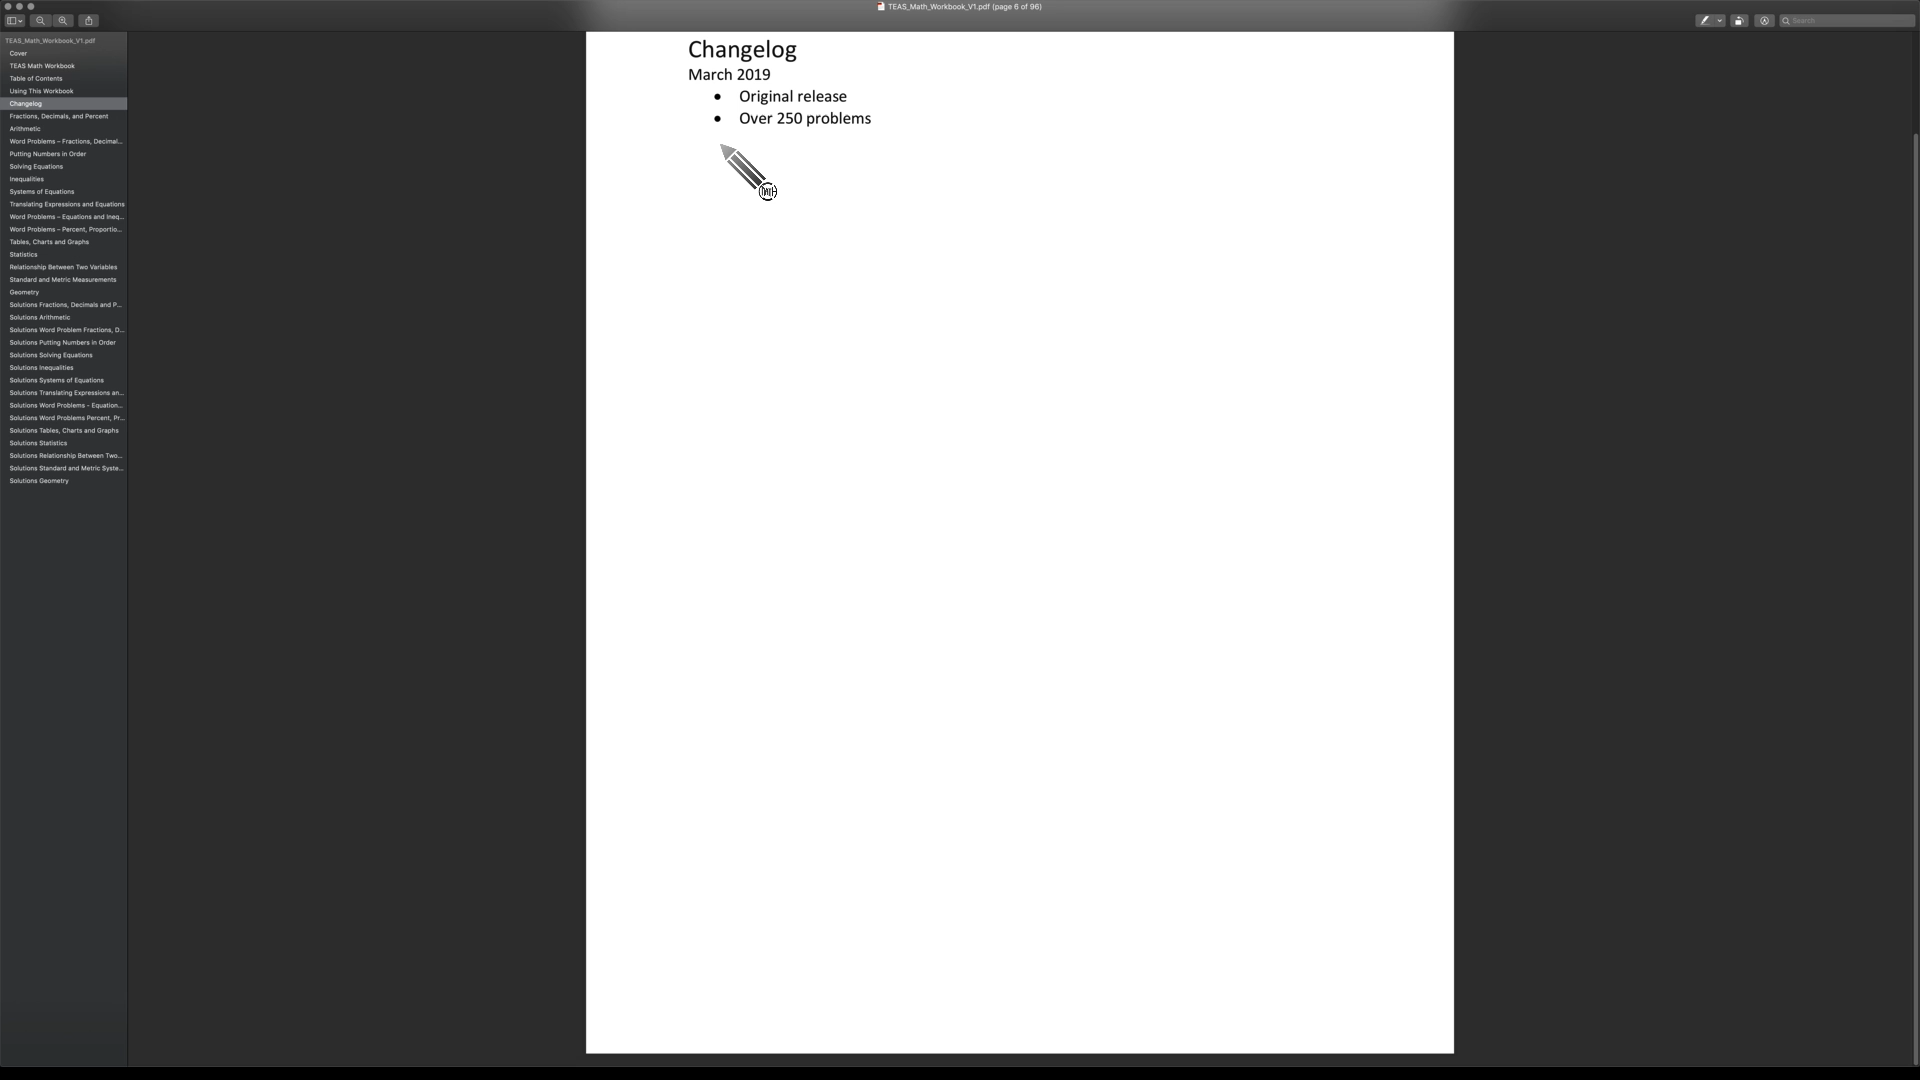 TEAS_Math_Workbook_V1.pdf (page 6 of 96)
Search
TEAS_Math_Workbook_V1.pdf
Cover
TEAS Math Workbook
Table of Contents
Using This Workbook
Changelog
Fractions, Decimals, and Percent
Arithmetic
Word Problems – Fractions, Decimal...
Putting Numbers in Order
Solving Equations
Inequalities
Systems of Equations
Translating Expressions and Equations
Word Problems – Equations and Ineq...
Word Problems – Percent, Proportio...
Tables, Charts and Graphs
Statistics
Relationship Between Two Variables
Standard and Metric Measurements
Geometry
Solutions Fractions, Decimals and P...
Solutions Arithmetic
Solutions Word Problem Fractions, D...
Solutions Putting Numbers in Order
Solutions Solving Equations
Solutions Inequalities
Solutions Systems of Equations
Solutions Translating Expressions an...
Solutions Word Problems - Equation...
Solutions Word Problems Percent, Pr...
Solutions Tables, Charts and Graphs
Solutions Statistics
Solutions Relationship Between Two...
Solutions Standard and Metric Syste...
Solutions Geometry
Changelog
March 2019
• Original release
• Over 250 problems